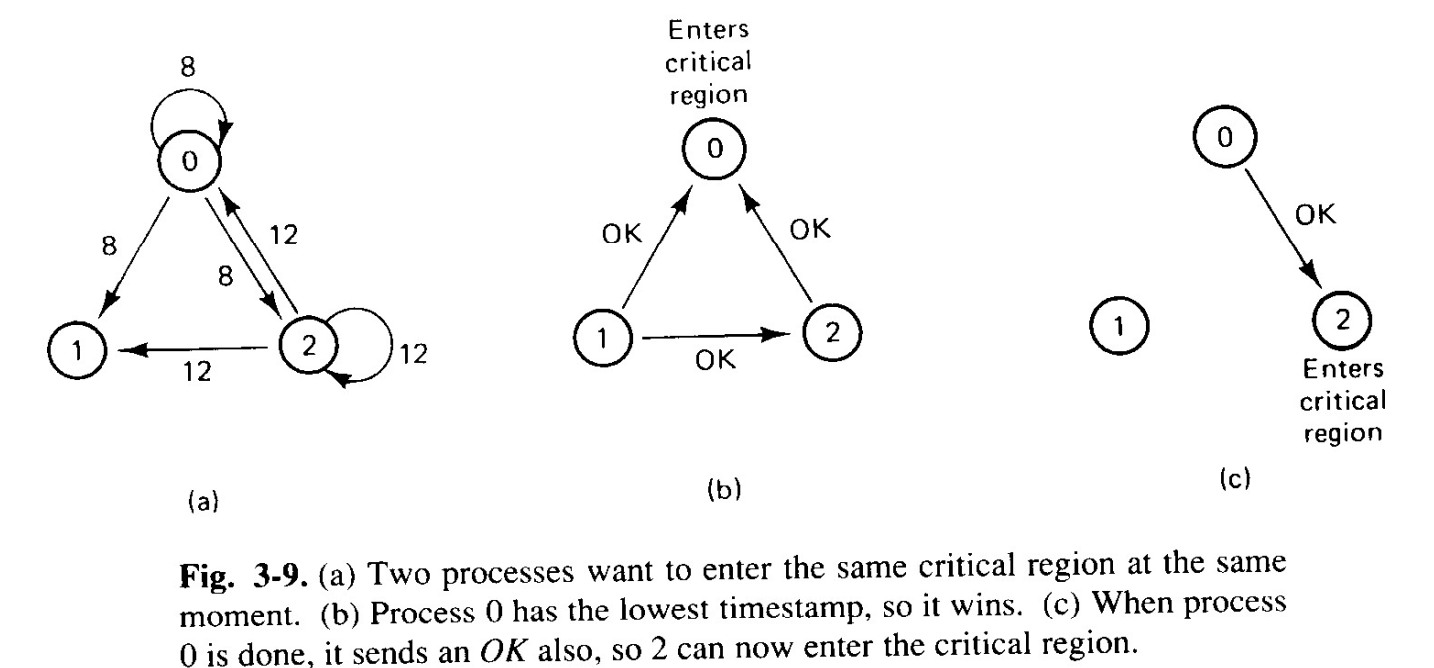 8
0
8
12
8
1
12
2
12
(a)
Enters
critical
region
0
OK
OK
1
OK
2
(b)
0
OK
1
2
Enters
critical
region
(c)
Fig. 3-9. (a) Two processes want to enter the same critical region at the same
moment. (b) Process 0 has the lowest timestamp, so it wins. (c) When process
0 is done, it sends an OK also, so 2 can now enter the critical region.